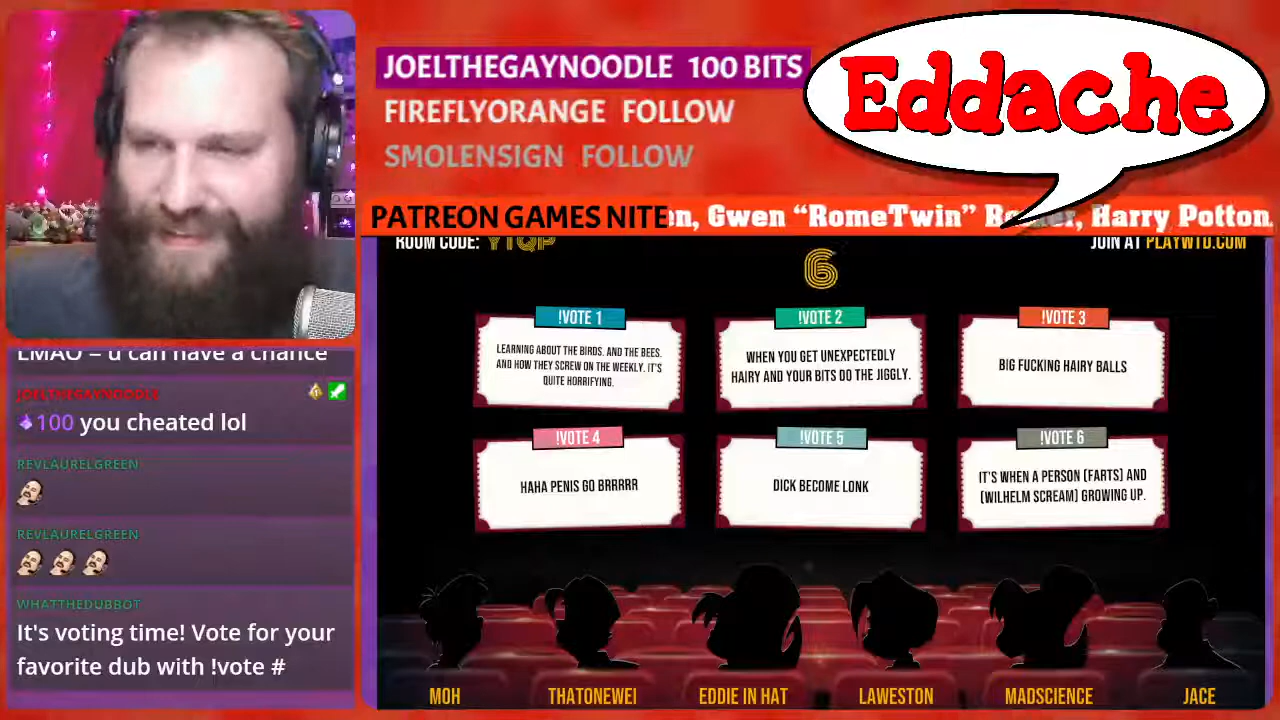 JOELTHEGAYNOODLE 100 BITS
FIREFLYORANGE FOLLOW
SMOLENSIGN FOLLOW
Eddache
PATREON GAMES NITE
Gwen “RomeTwin” Harry Potton,
ROOM CODE: YTQP
JOIN AT PLAYWTD.COM
6
!VOTE 1
LEARNING ABOUT THE BIRDS. AND THE BEES.
AND HOW THEY SCREW ON THE WEEKLY. IT'S
QUITE HORRIFYING.
!VOTE 2
WHEN YOU GET UNEXPECTEDLY
HAIRY AND YOUR BITS DO THE JIGGLY.
!VOTE 3
BIG FUCKING HAIRY BALLS
!VOTE 4
HAHA PENIS GO BRRRRR
!VOTE 5
DICK BECOME LONK
!VOTE 6
IT'S WHEN A PERSON (FARTS) AND
(WILHELM SCREAM) GROWING UP.
MOH
THATONEWEI
EDDIE IN HAT
LAWESTON
MADSCIENCE
JACE
LMAO – u can have a chance
JOELTHEGAYNOODLE
100 you cheated lol
REVLAURELGREEN
REVLAURELGREEN
WHATTHEDUBBOT
It's voting time! Vote for your
favorite dub with !vote #